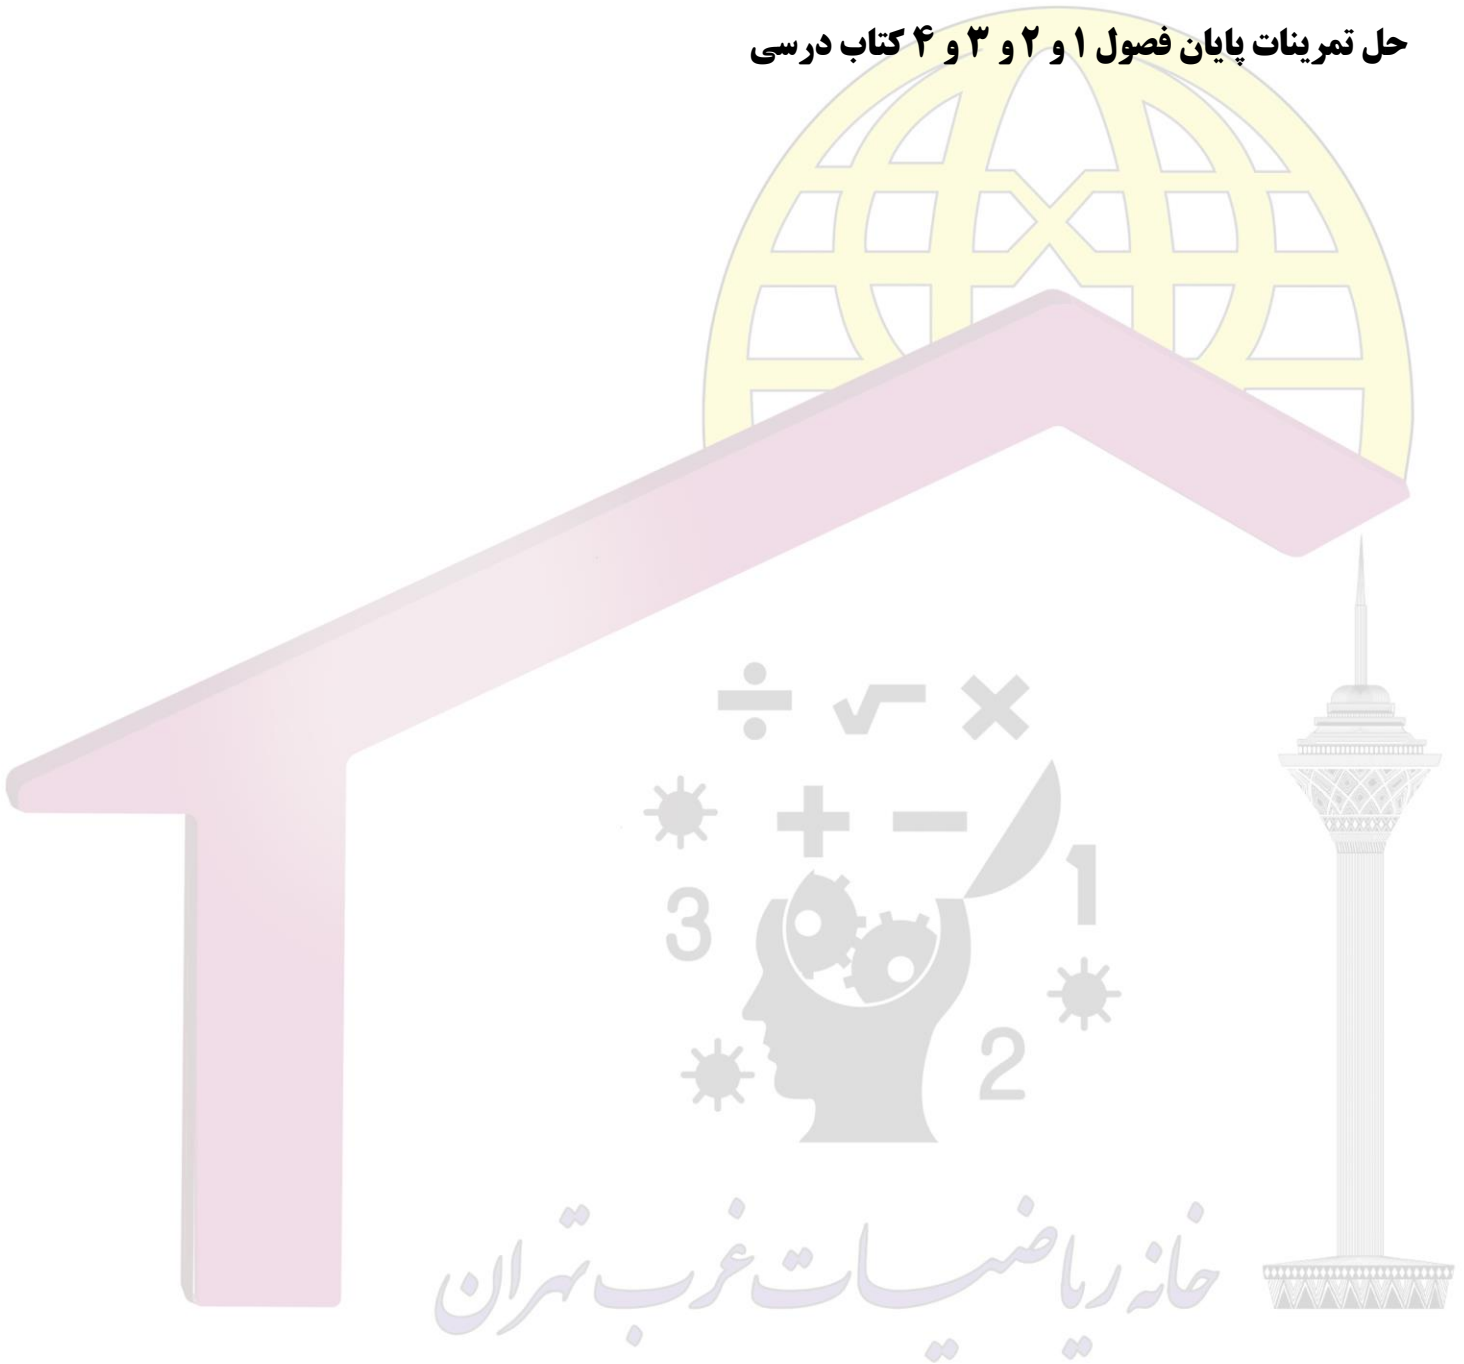 حل تمرینات پایان فصول ۱ و ۲ و ۳ و ۴ کتاب درسی
÷ √ ×
+ −
3
1
2
خانه ریاضیات غرب تهران